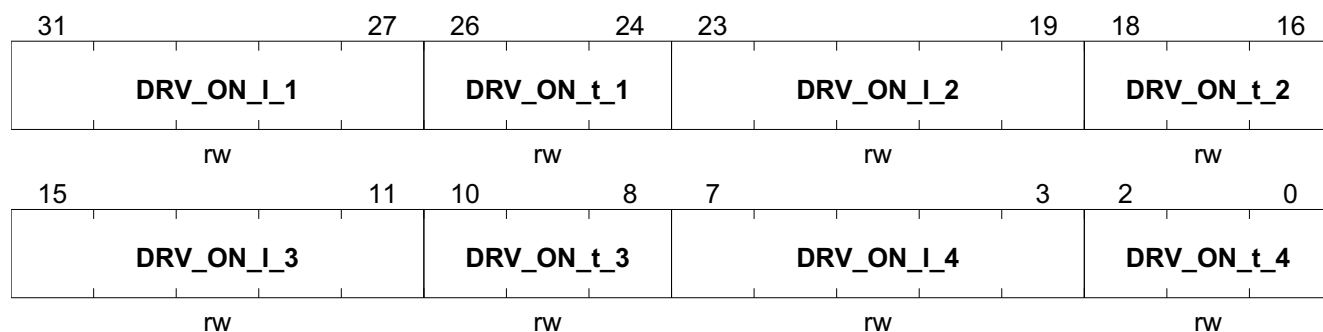 31 27 26 24 23 19 18 16
DRV_ON_I_1 DRV_ON_t_1 DRV_ON_I_2 DRV_ON_t_2
rw rw rw rw
15 11 10 8 7 3 2 0
DRV_ON_I_3 DRV_ON_t_3 DRV_ON_I_4 DRV_ON_t_4
rw rw rw rw